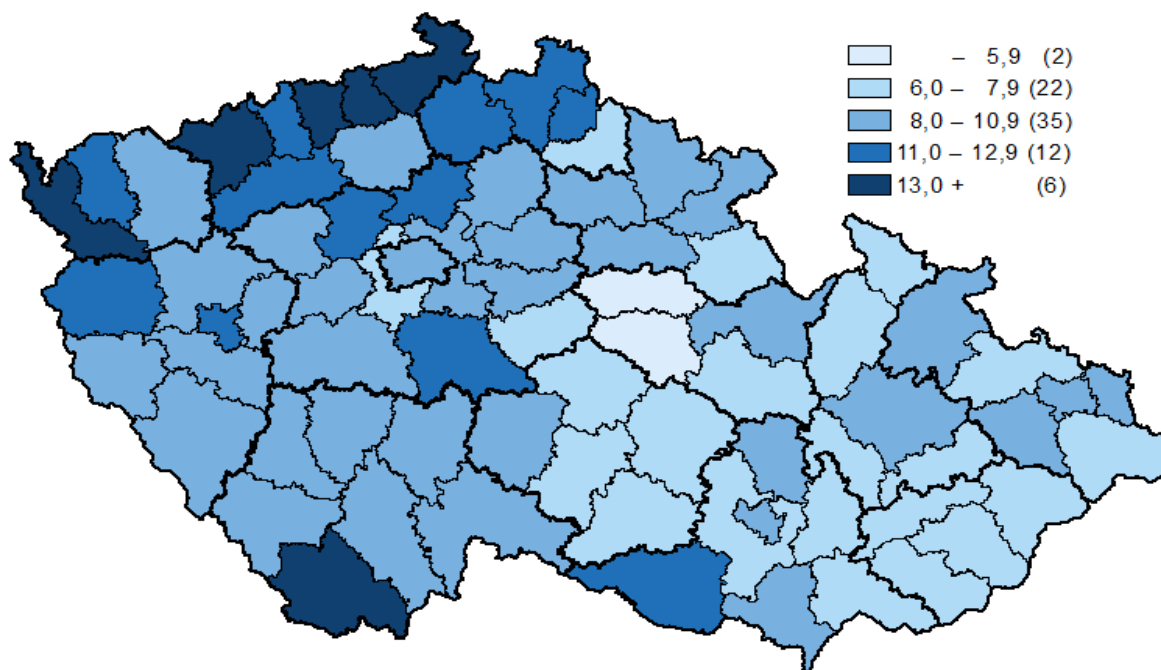 – 5,9 (2)
6,0 – 7,9 (22)
8,0 – 10,9 (35)
11,0 – 12,9 (12)
13,0 + (6)